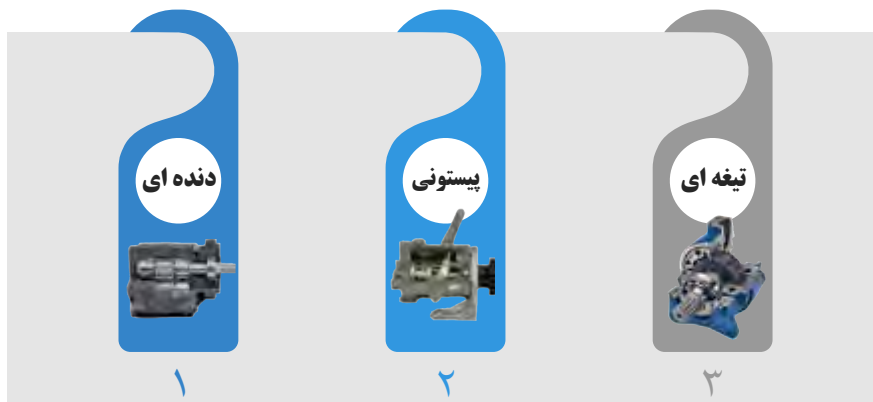 دنده ای
پیستونی
تیغه ای
۱
۲
۳